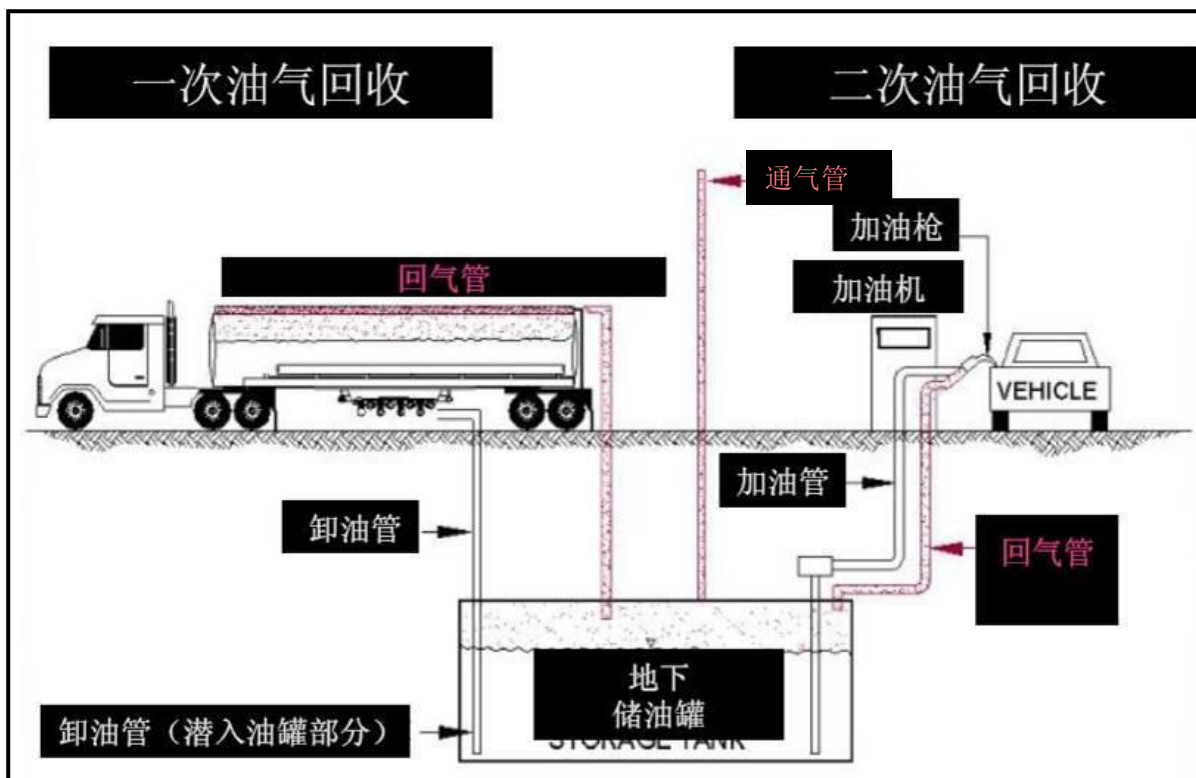 一次油气回收
二次油气回收
通气管
加油枪
回气管
加油机
VEHICLE
加油管
卸油管
回气管
地下
储油罐
STORAGE TANK
卸油管（潜入油罐部分）